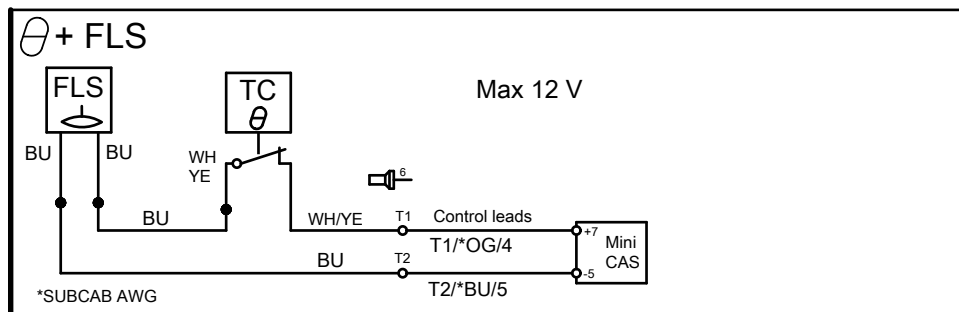 θ + FLS
FLS
TC
θ
Max 12 V
BU
BU
WH
YE
6
BU
WH/YE
T1
Control leads
+7
Mini
CAS
T1/*OG/4
BU
T2
-5
T2/*BU/5
*SUBCAB AWG